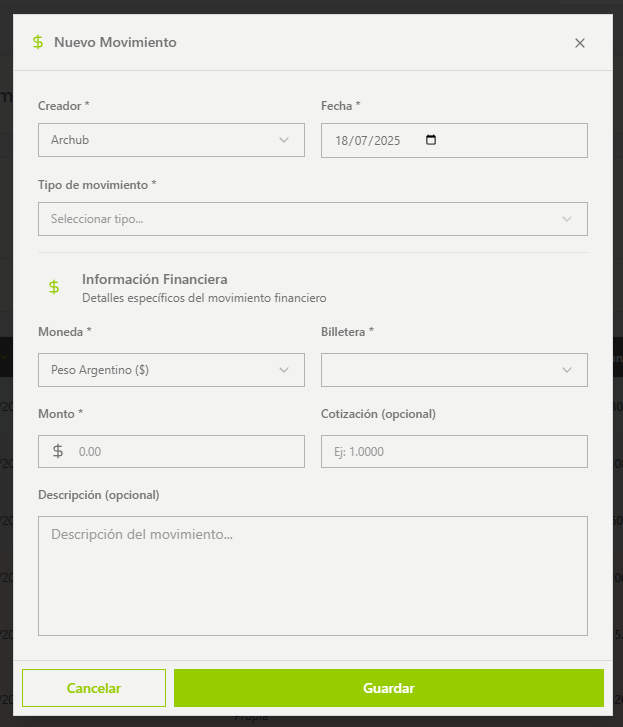 Nuevo Movimiento
Creador *
Fecha *
Archub
18/07/2025
Tipo de movimiento *
Seleccionar tipo...
$
Información Financiera
Detalles específicos del movimiento financiero
Moneda *
Billetera *
Peso Argentino ($)
Monto *
Cotización (opcional)
$ 0.00
Ej: 1.0000
Descripción (opcional)
Descripción del movimiento...
Cancelar
Guardar
Propia